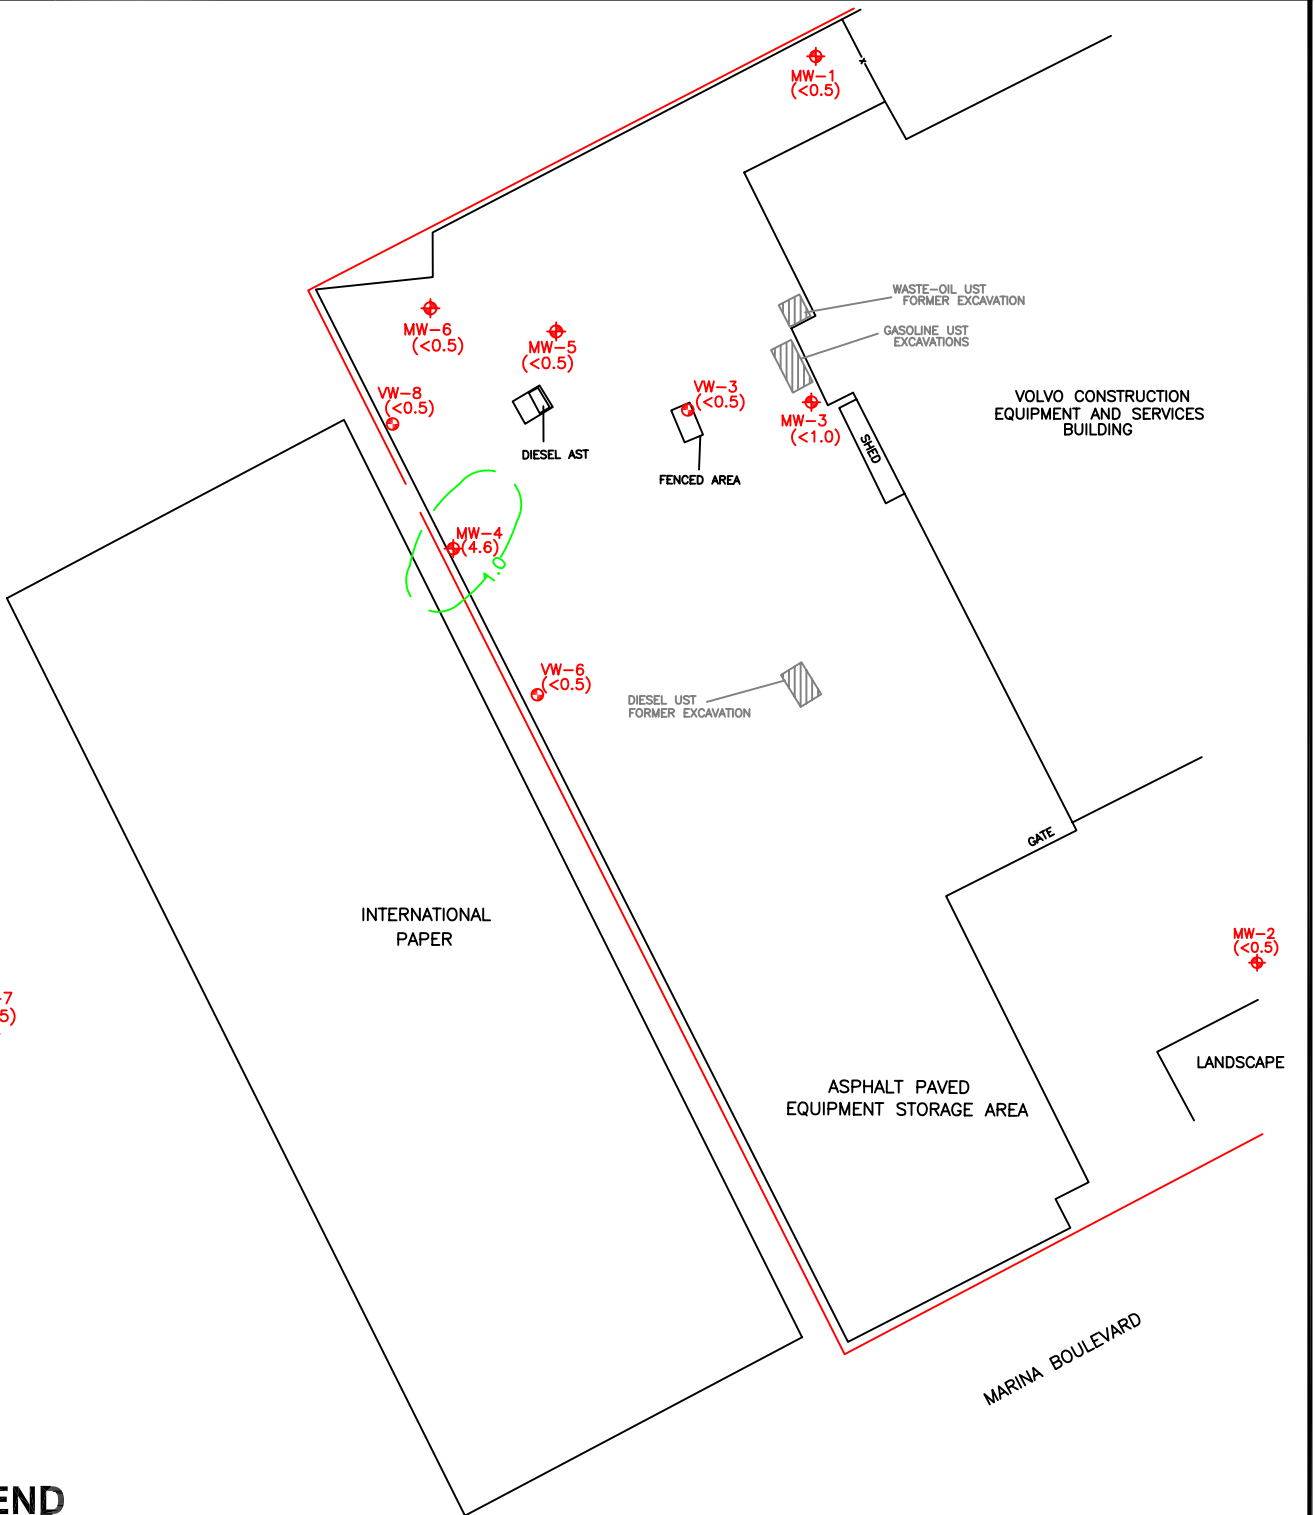 MW-1
(<0.5)
x
WASTE-OIL UST
FORMER EXCAVATION
GASOLINE UST
EXCAVATIONS
MW-6
(<0.5)
MW-5
(<0.5)
VW-8
(<0.5)
VW-3
(<0.5)
MW-3
(<1.0)
VOLVO CONSTRUCTION
EQUIPMENT AND SERVICES
BUILDING
SHED
DIESEL AST
FENCED AREA
MW-4
(4.6)
1.0
VW-6
(<0.5)
DIESEL UST
FORMER EXCAVATION
GATE
INTERNATIONAL
PAPER
MW-2
(<0.5)
-7
5)
LANDSCAPE
ASPHALT PAVED
EQUIPMENT STORAGE AREA
MARINA BOULEVARD
END